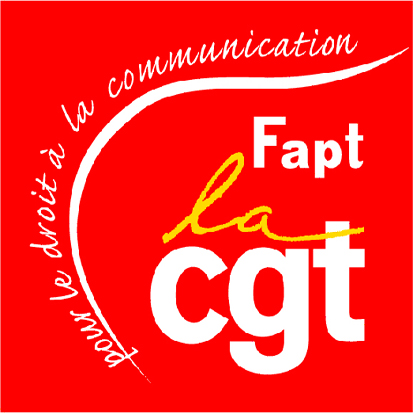 pour le droit à la communication
Fapt
la
cgt